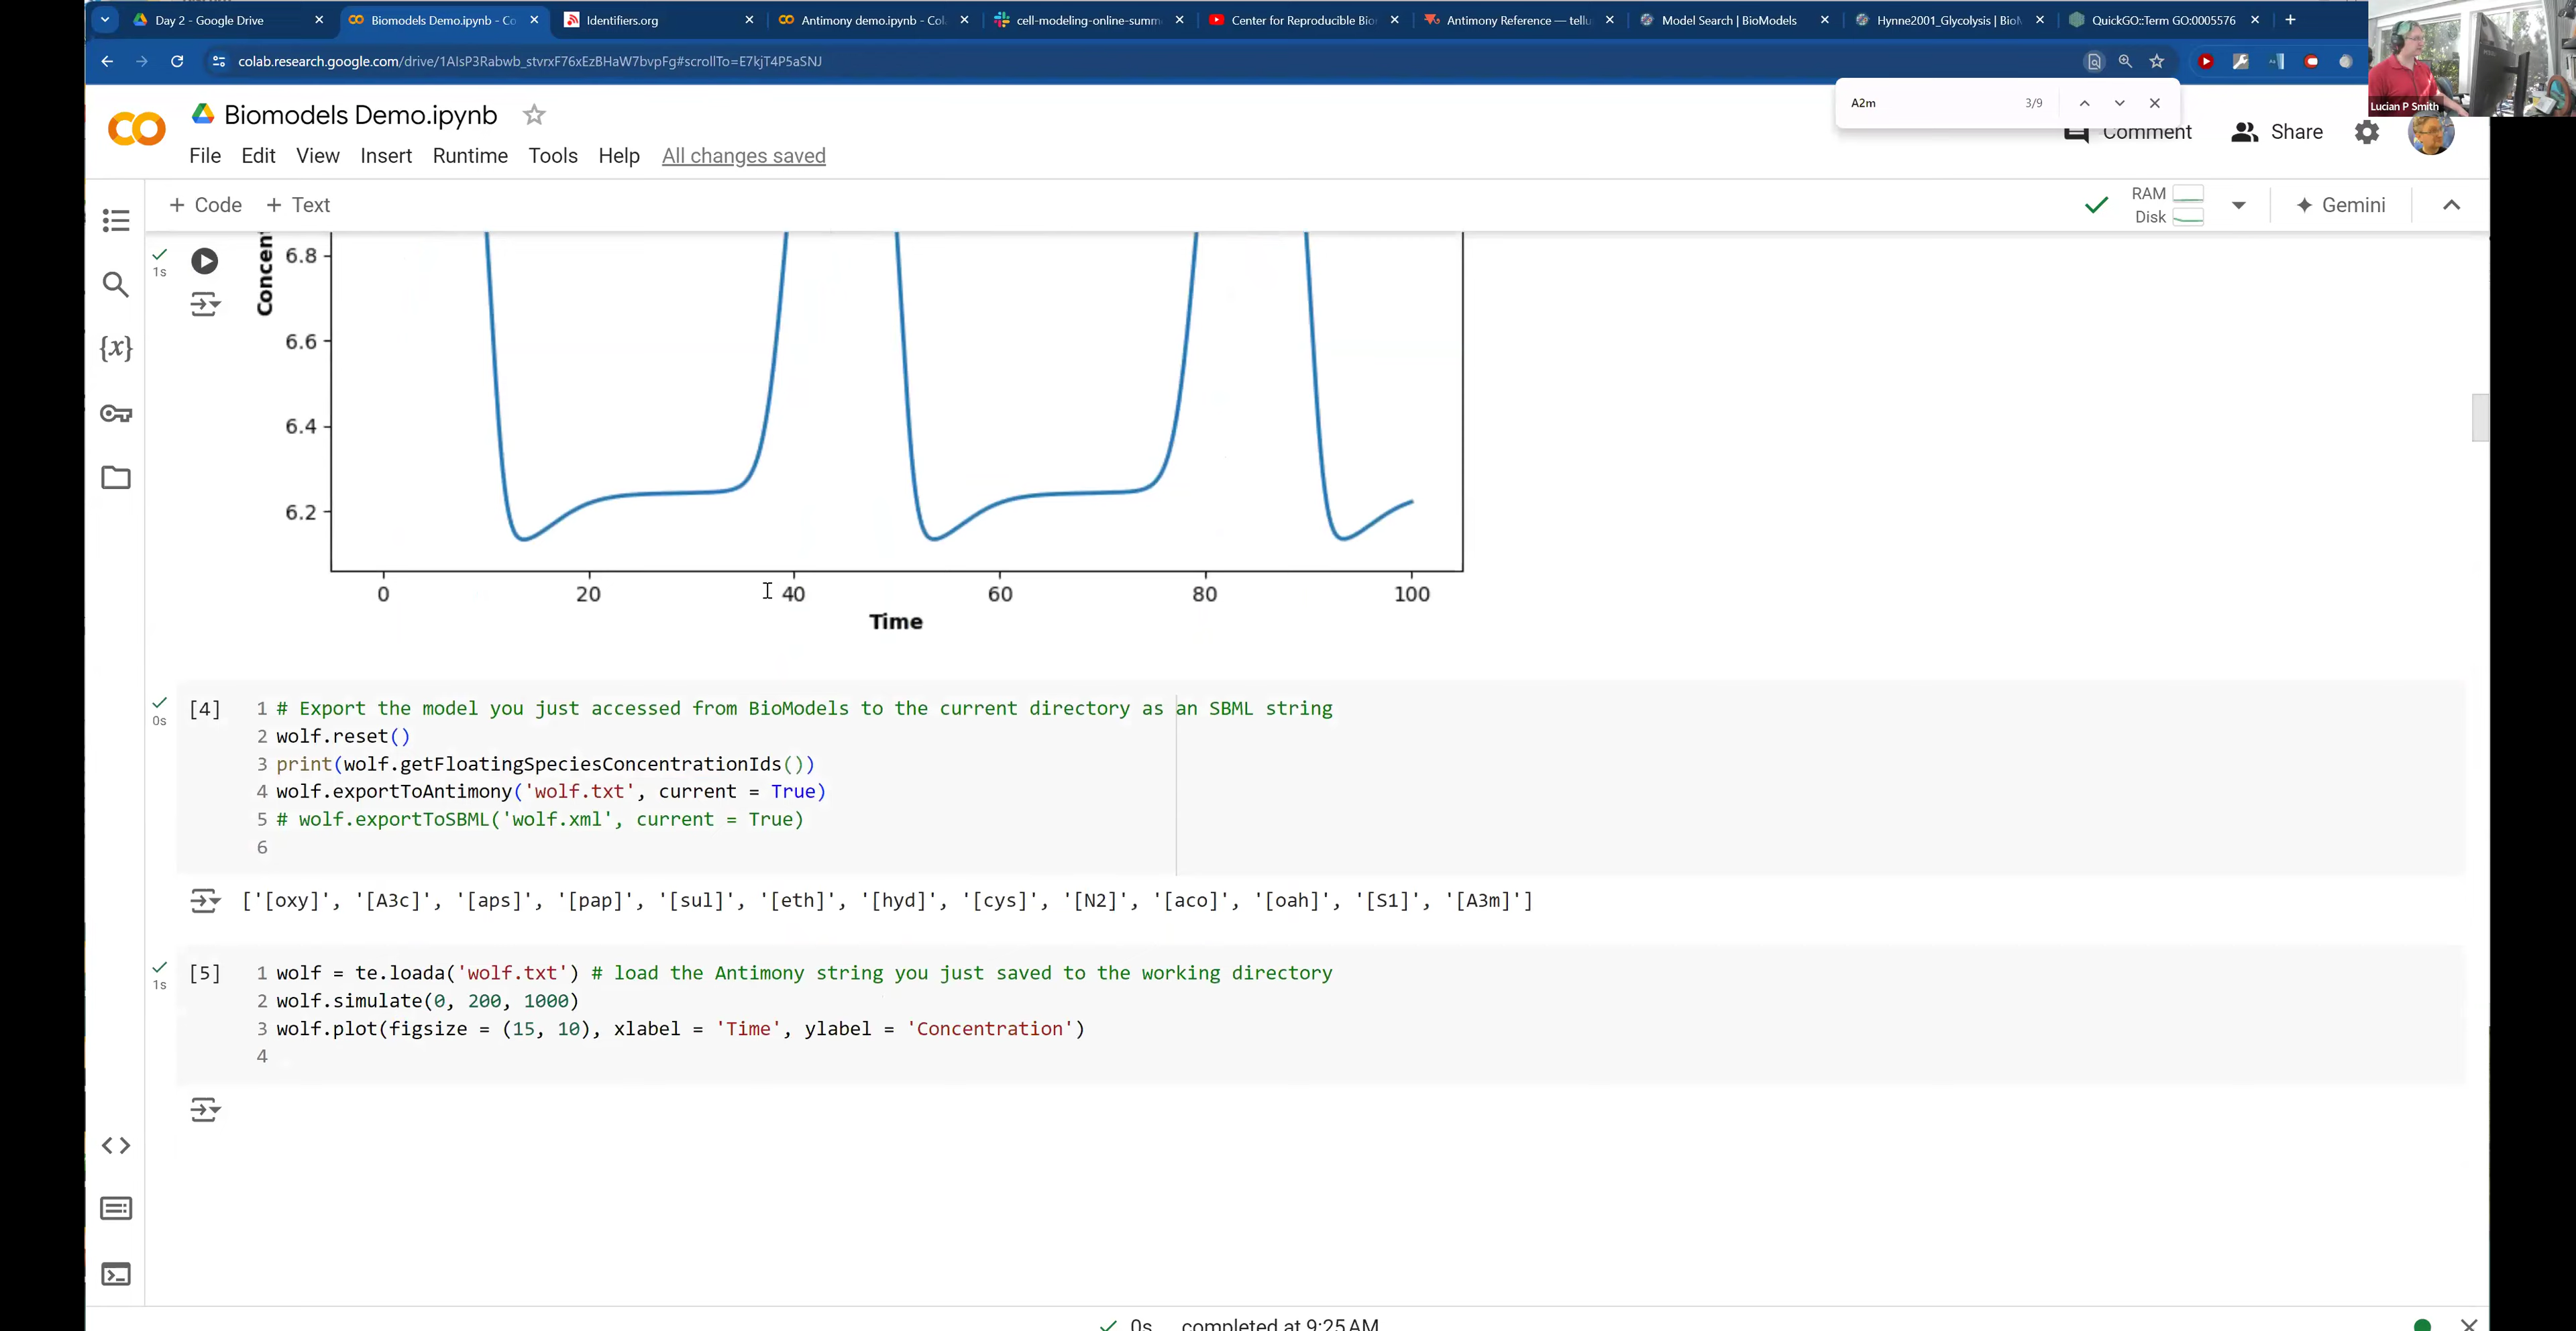 Day 2 - Google Drive
Biomodels Demo.ipynb - Co
Identifiers.org
Antimony demo.ipynb - Col
cell-modeling-online-summ
Center for Reproducible Bio
Antimony Reference — tellu
Model Search | BioModels
Hynne2001_Glycolysis | BioM
QuickGO::Term GO:0005576
colab.research.google.com/drive/1AIsP3Rabwb_stvrxF76xEzBHaW7bvpFg#scrollTo=E7kjT4P5aSNJ
A2m
3/9
Lucian P Smith
Biomodels Demo.ipynb
Comment
Share
File Edit View Insert Runtime Tools Help All changes saved
+ Code + Text
RAM
Disk
Gemini
1s
Concen
6.8
6.6
6.4
6.2
0 20 40 60 80 100
Time
0s
[4]
1 # Export the model you just accessed from BioModels to the current directory as an SBML string
2 wolf.reset()
3 print(wolf.getFloatingSpeciesConcentrationIds())
4 wolf.exportToAntimony('wolf.txt', current = True)
5 # wolf.exportToSBML('wolf.xml', current = True)
6
['[oxy]', '[A3c]', '[aps]', '[pap]', '[sul]', '[eth]', '[hyd]', '[cys]', '[N2]', '[aco]', '[oah]', '[S1]', '[A3m]']
1s
[5]
1 wolf = te.loada('wolf.txt') # load the Antimony string you just saved to the working directory
2 wolf.simulate(0, 200, 1000)
3 wolf.plot(figsize = (15, 10), xlabel = 'Time', ylabel = 'Concentration')
4
0s completed at 9:25 AM